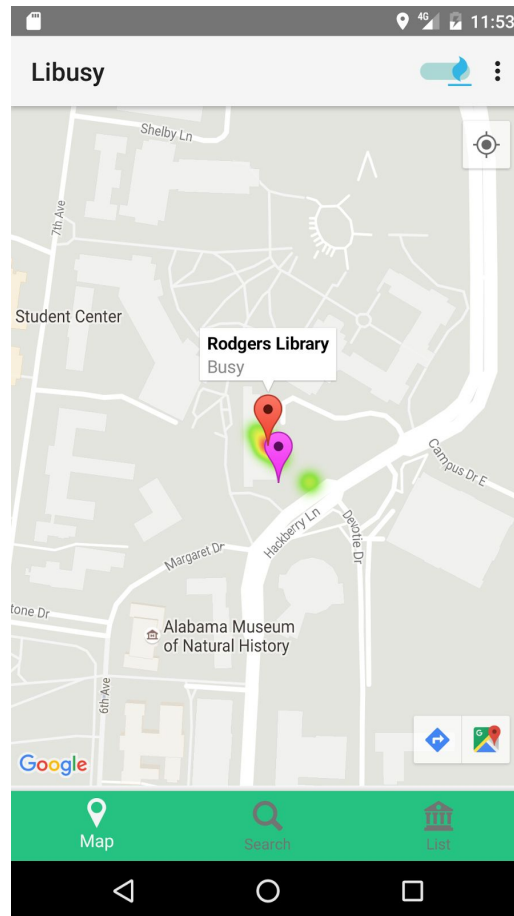 4G
11:53
Libusy
Shelby Ln
7th Ave
Student Center
Rodgers Library
Busy
Campus Dr E
Hackberry Ln
Devotie Dr
Margaret Dr
tone Dr
Alabama Museum
of Natural History
6th Ave
G
Google
Map
Search
List